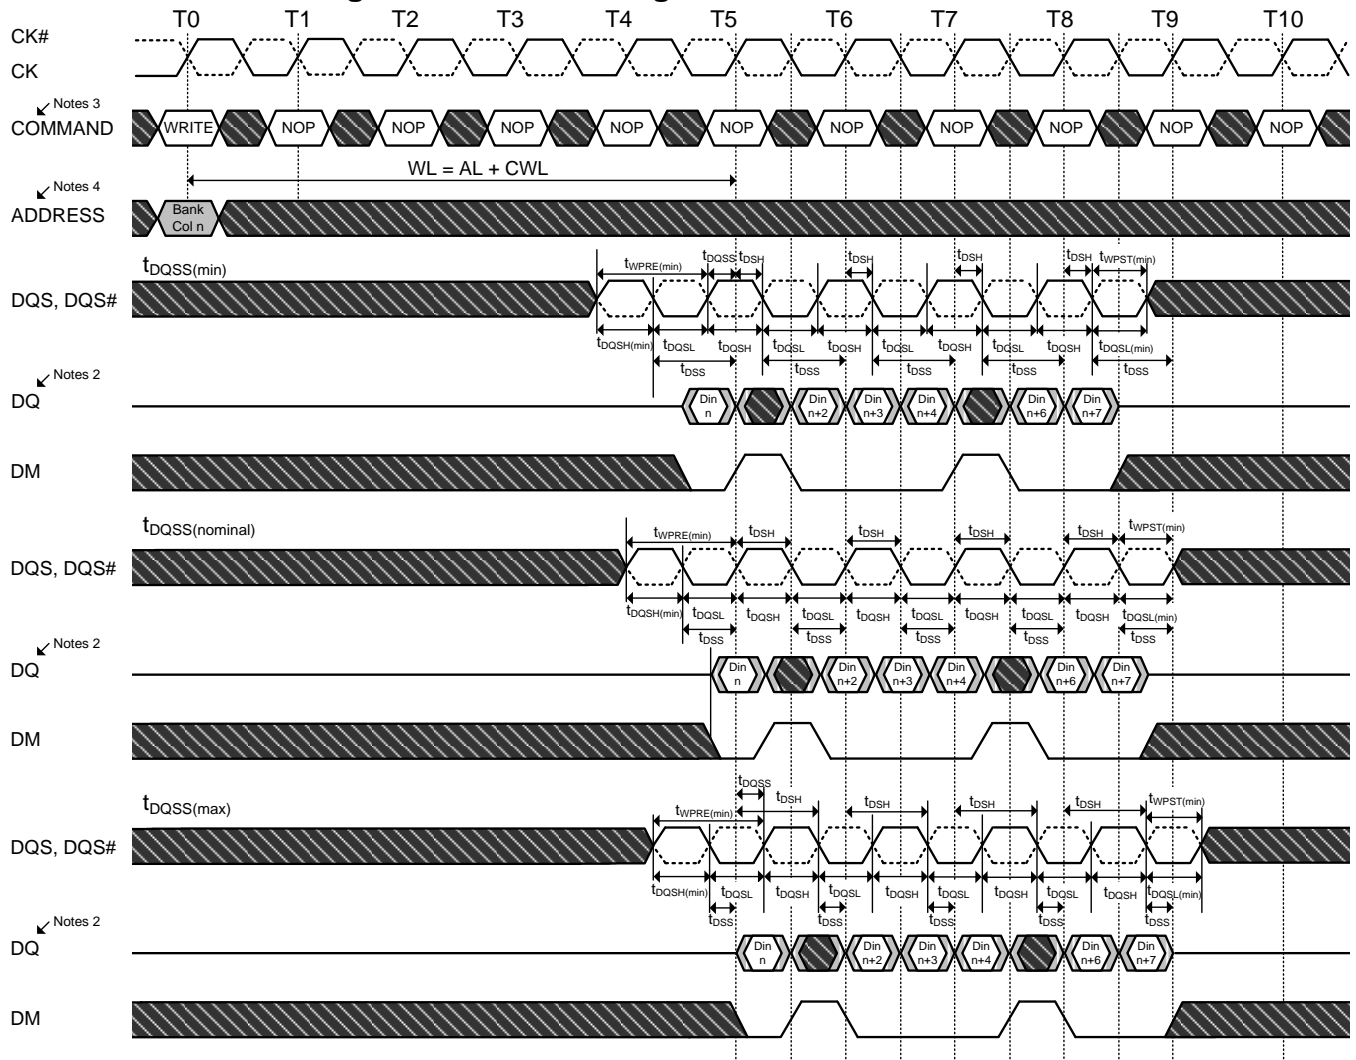 T0 T1 T2 T3 T4 T5 T6 T7 T8 T9 T10
CK#
CK
Notes 3
COMMAND WRITE NOP NOP NOP NOP NOP NOP NOP NOP NOP NOP
WL = AL + CWL
Notes 4
ADDRESS Bank Col n
tDQSS(min) tWPRE(min) tDQSS tDSH tDSH tDSH tDSH tWPST(min)
DQS, DQS#
tDQSH(min) tDQSL tDQSH tDQSL tDQSH tDQSL tDQSH tDQSL tDQSH tDQSL(min)
tDSS tDSS tDSS tDSS tDSS
Notes 2
DQ Din n Din n+2 Din n+3 Din n+4 Din n+6 Din n+7
DM
tDQSS(nominal) tWPRE(min) tDSH tDSH tDSH tDSH tWPST(min)
DQS, DQS#
tDQSH(min) tDQSL tDQSH tDQSL tDQSH tDQSL tDQSH tDQSL tDQSH tDQSL(min)
tDSS tDSS tDSS tDSS tDSS
Notes 2
DQ Din n Din n+2 Din n+3 Din n+4 Din n+6 Din n+7
DM
tDQSS
tDQSS(max) tWPRE(min) tDSH tDSH tDSH tDSH tWPST(min)
DQS, DQS#
tDQSH(min) tDQSL tDQSH tDQSL tDQSH tDQSL tDQSH tDQSL tDQSH tDQSL(min)
tDSS tDSS tDSS tDSS tDSS
Notes 2
DQ Din n Din n+2 Din n+3 Din n+4 Din n+6 Din n+7
DM